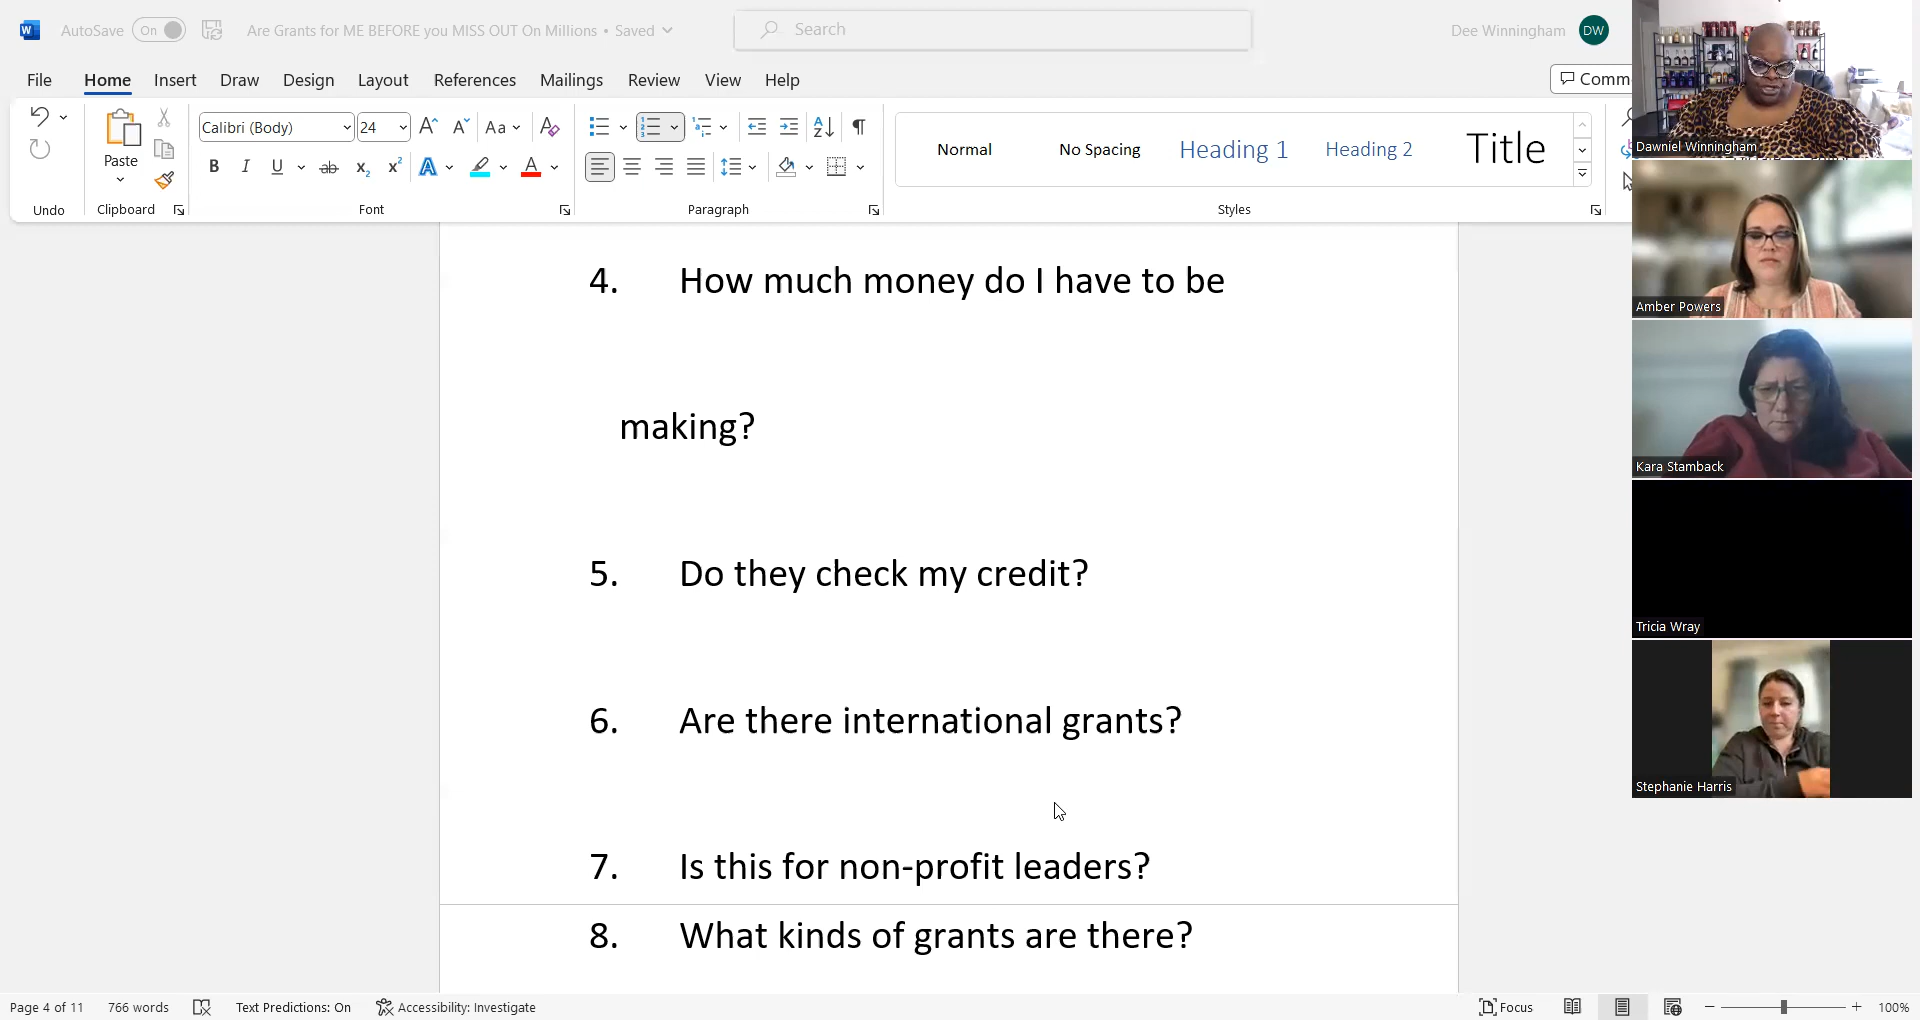 AutoSave On Are Grants for ME BEFORE you MISS OUT On Millions • Saved Search Dee Winningham DW
File Home Insert Draw Design Layout References Mailings Review View Help Comm
Calibri (Body) 24 Aa
Normal No Spacing Heading 1 Heading 2 Title
Paste
B I U ab x2 x2 A A
Undo Clipboard Font Paragraph Styles
Dawniel Winningham
4. How much money do I have to be
making?
5. Do they check my credit?
6. Are there international grants?
7. Is this for non-profit leaders?
8. What kinds of grants are there?
Amber Powers
Kara Stamback
Tricia Wray
Stephanie Harris
Page 4 of 11 766 words Text Predictions: On Accessibility: Investigate Focus 100%